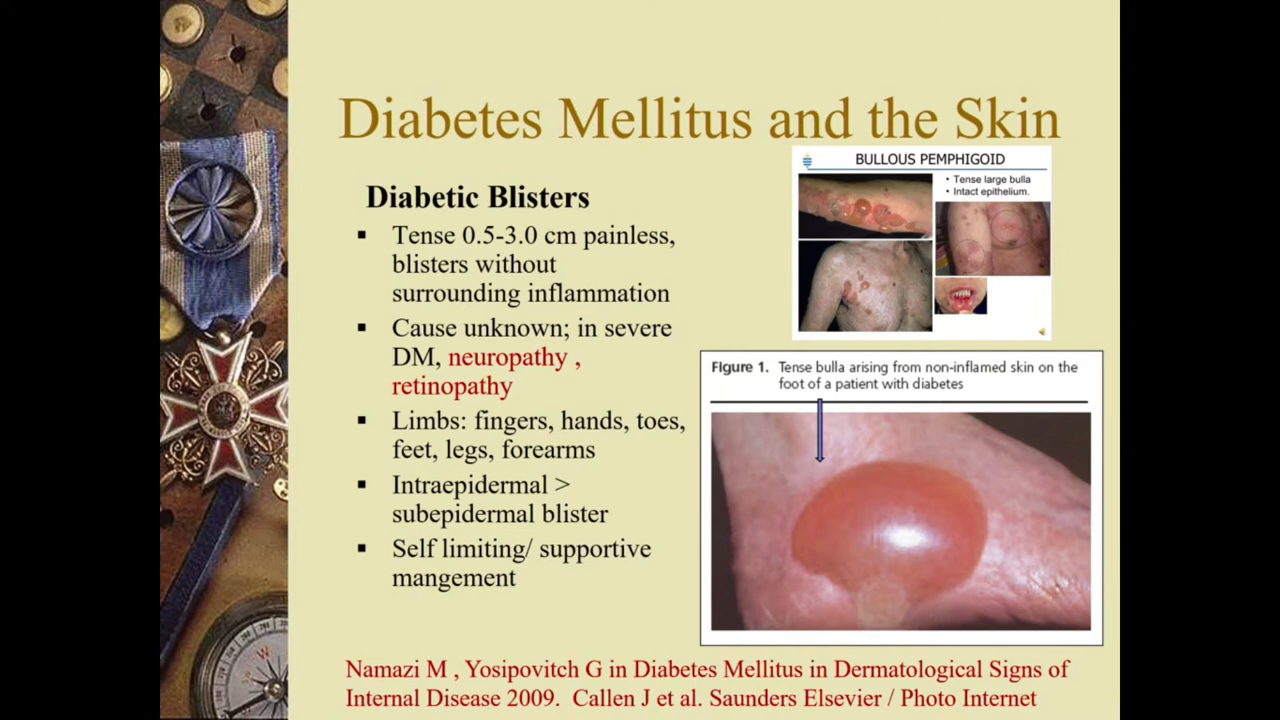 Diabetes Mellitus and the Skin
Diabetic Blisters
▪ Tense 0.5-3.0 cm painless,
blisters without
surrounding inflammation
▪ Cause unknown; in severe
DM, neuropathy ,
retinopathy
▪ Limbs: fingers, hands, toes,
feet, legs, forearms
▪ Intraepidermal >
subepidermal blister
▪ Self limiting/ supportive
mangement
BULLOUS PEMPHIGOID
• Tense large bulla
• Intact epithelium.
Figure 1. Tense bulla arising from non-inflamed skin on the
foot of a patient with diabetes
Namazi M , Yosipovitch G in Diabetes Mellitus in Dermatological Signs of
Internal Disease 2009. Callen J et al. Saunders Elsevier / Photo Internet